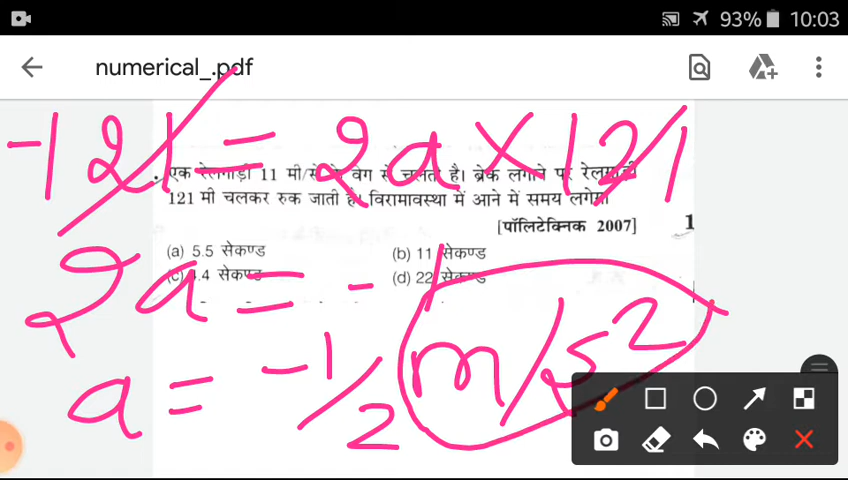 93% 10:03
numerical_.pdf
-121 = 2a × 121
एक रेलगाड़ी 11 मी/से के वेग से चलती है। ब्रेक लगाने पर रेलगाड़ी
121 मी चलकर रुक जाती है। विरामावस्था में आने में समय लगेगा
[पॉलिटेक्निक 2007]
1
(a) 5.5 सेकण्ड (b) 11 सेकण्ड
(c) 4.4 सेकण्ड (d) 22 सेकण्ड
2a = -1
a = -1/2 m/s2